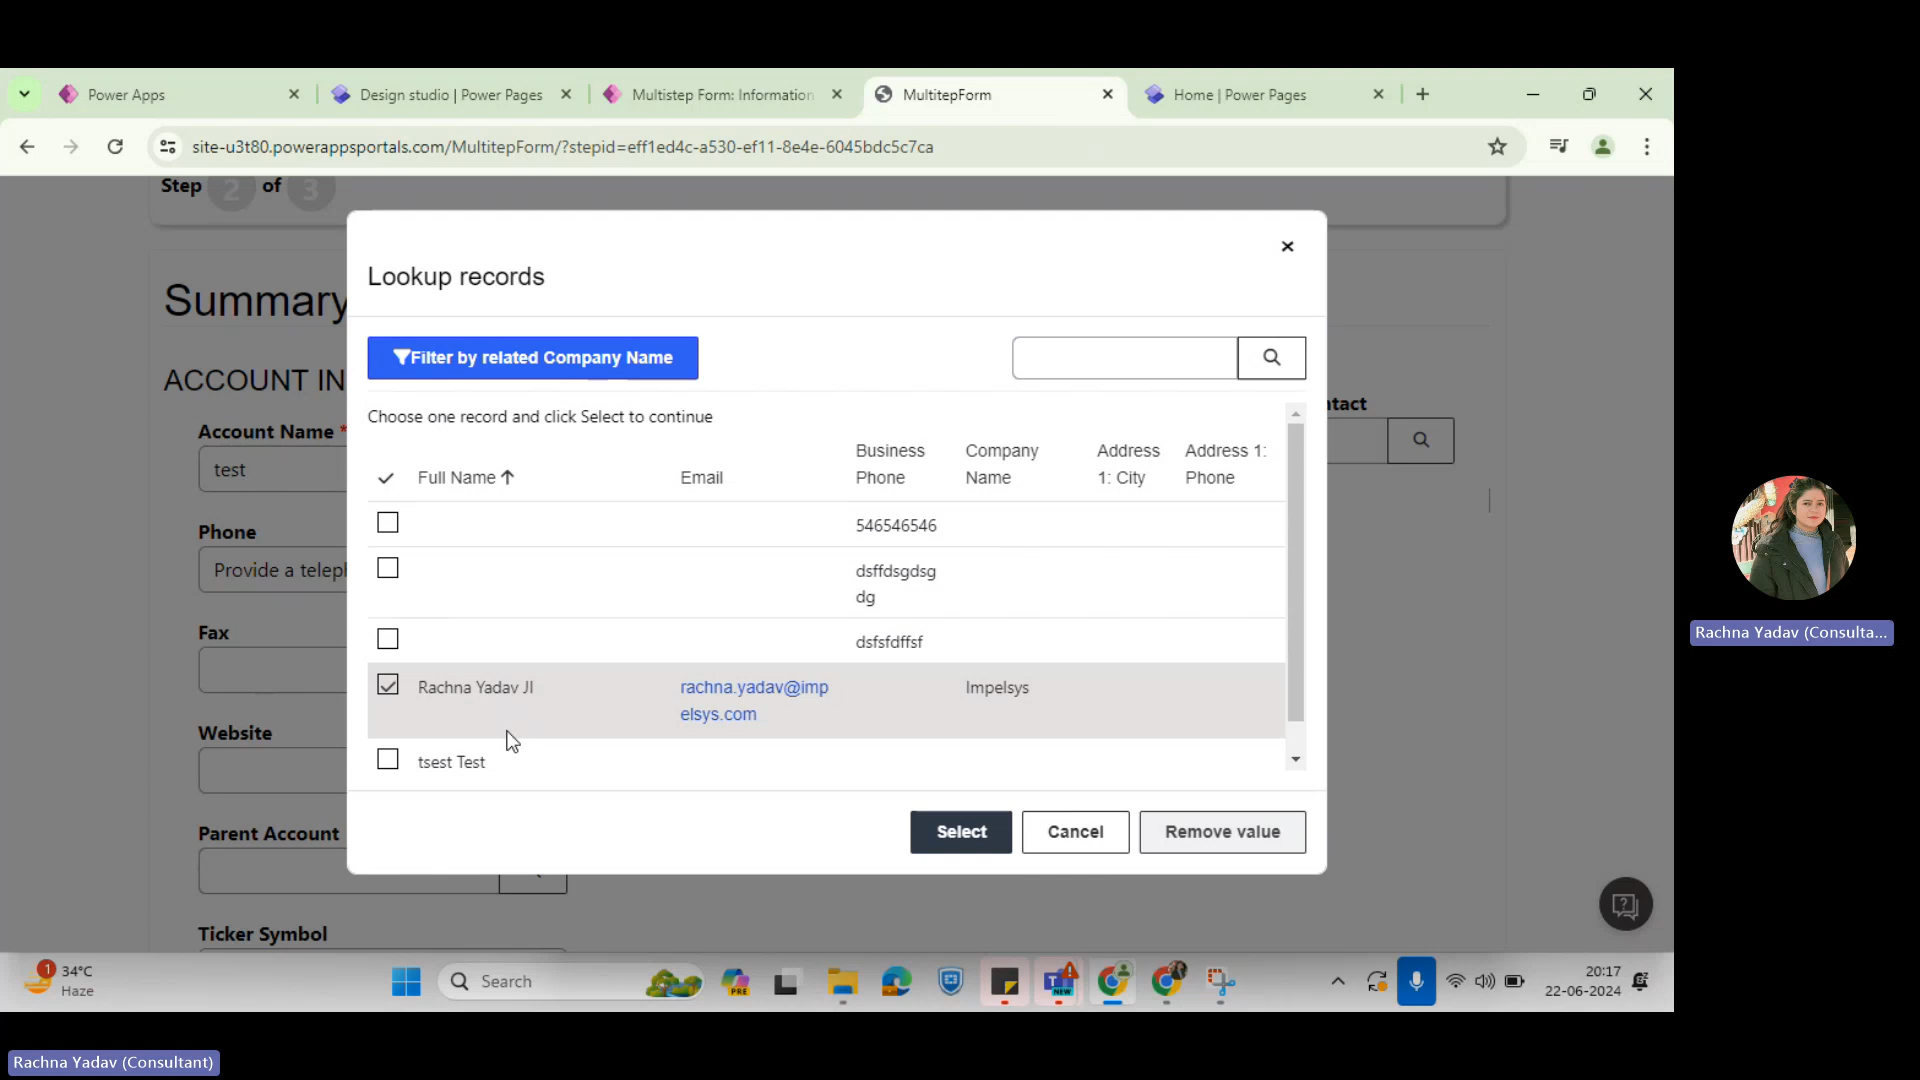 Power Apps
Design studio | Power Pages
Multistep Form: Information
MultitepForm
Home | Power Pages
site-u3t80.powerappsportals.com/MultitepForm/?stepid=eff1ed4c-a530-ef11-8e4e-6045bdc5c7ca
Step 2 of 3
Summary
ACCOUNT IN
Account Name *
test
Phone
Provide a telep
Fax
Website
Parent Account
Ticker Symbol
ntact
Lookup records
Filter by related Company Name
Choose one record and click Select to continue
Full Name
Email
Business Phone
Company Name
Address 1: City
Address 1: Phone
546546546
dsffdsgdsg
dg
dsfsfdffsf
Rachna Yadav JI
rachna.yadav@imp
elsys.com
Impelsys
tsest Test
Select
Cancel
Remove value
Rachna Yadav (Consulta...
1
34°C
Haze
Search
PRE
NEW
20:17
22-06-2024
Rachna Yadav (Consultant)